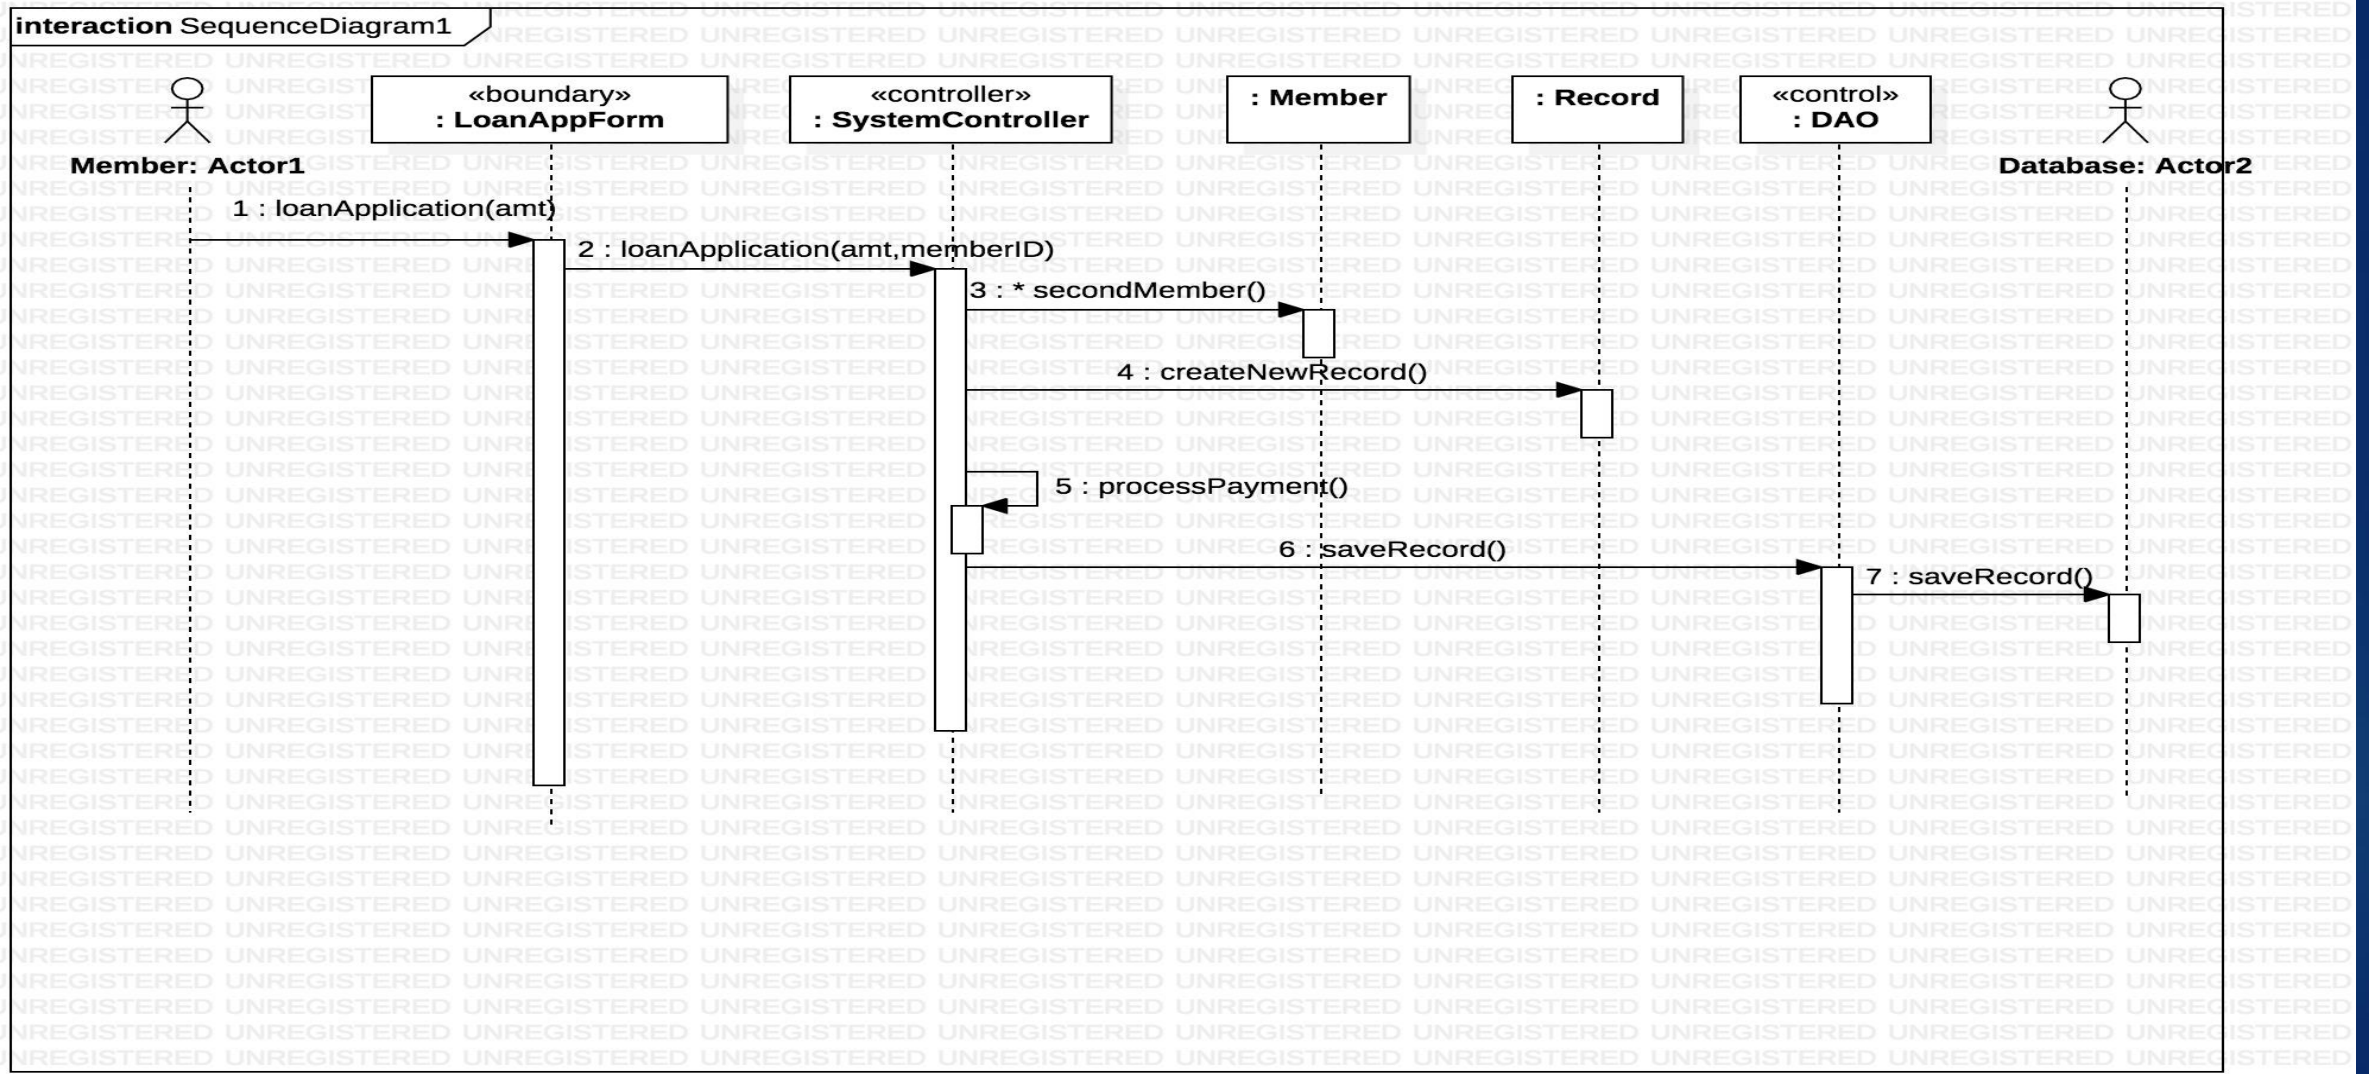 interaction SequenceDiagram1
«boundary»
: LoanAppForm
«controller»
: SystemController
: Member
: Record
«control»
: DAO
Member: Actor1
Database: Actor2
1 : loanApplication(amt)
2 : loanApplication(amt,memberID)
3 : * secondMember()
4 : createNewRecord()
5 : processPayment()
6 : saveRecord()
7 : saveRecord()
UNREGISTERED